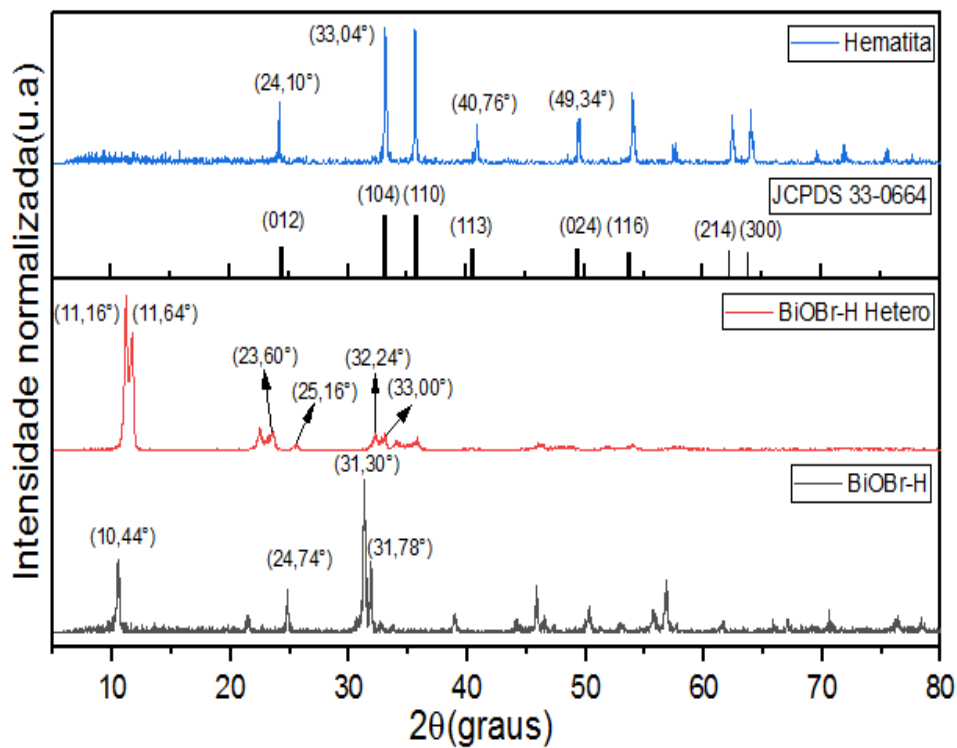 Intensidade normalizada(u.a)
Hematita
(33,04°)
(24,10°)
(40,76°)
(49,34°)
JCPDS 33-0664
(104) (110)
(012)
(113)
(024) (116)
(214) (300)
BiOBr-H Hetero
(11,16°) (11,64°)
(23,60°)
(32,24°)
(25,16°)
(33,00°)
BiOBr-H
(31,30°)
(10,44°)
(24,74°)
(31,78°)
10 20 30 40 50 60 70 80
2θ(graus)